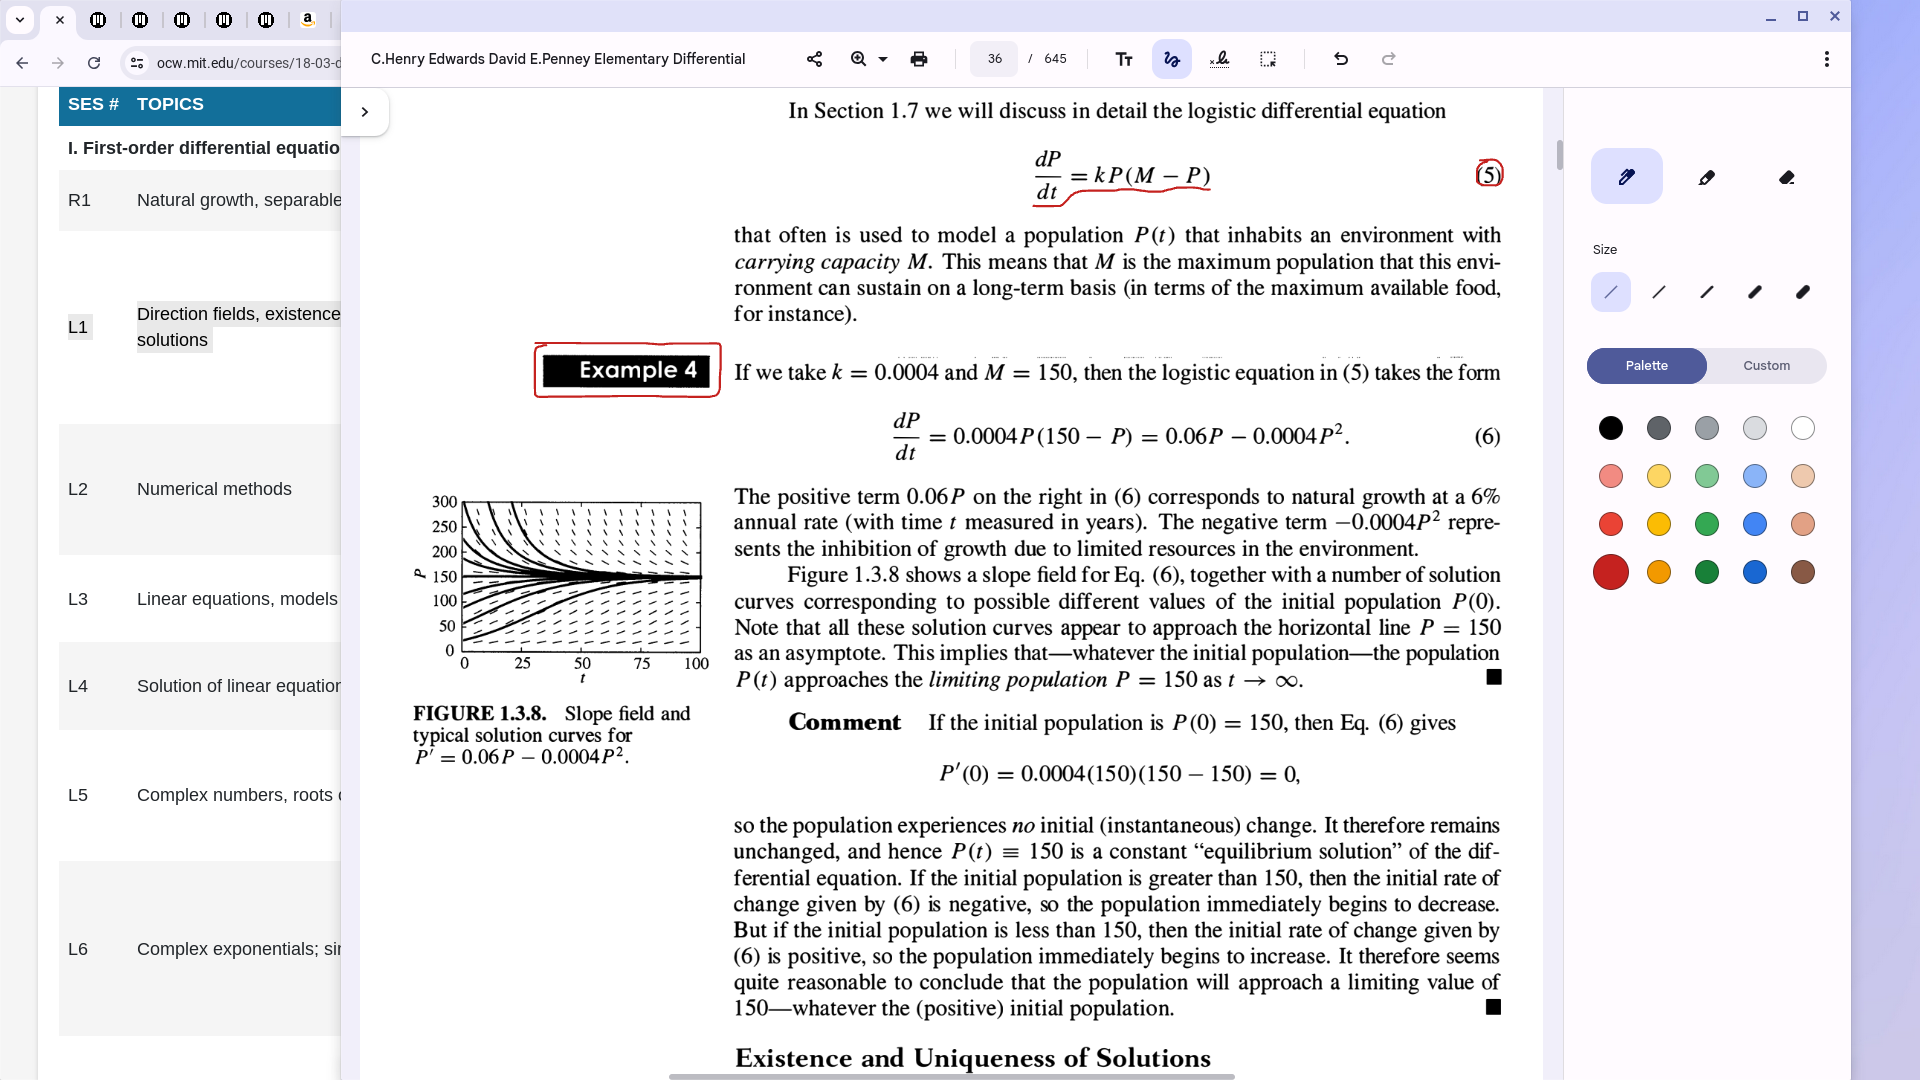 ocw.mit.edu/courses/18-03-d
SES # TOPICS
I. First-order differential equatio
R1 Natural growth, separable
L1 Direction fields, existence
solutions
L2 Numerical methods
L3 Linear equations, models
L4 Solution of linear equation
L5 Complex numbers, roots o
L6 Complex exponentials; sin
C.Henry Edwards David E.Penney Elementary Differential
36 / 645
In Section 1.7 we will discuss in detail the logistic differential equation
dP/dt = kP(M − P) (5)
that often is used to model a population P(t) that inhabits an environment with
carrying capacity M. This means that M is the maximum population that this envi-
ronment can sustain on a long-term basis (in terms of the maximum available food,
for instance).
Example 4
If we take k = 0.0004 and M = 150, then the logistic equation in (5) takes the form
dP/dt = 0.0004P(150 − P) = 0.06P − 0.0004P². (6)
The positive term 0.06P on the right in (6) corresponds to natural growth at a 6%
annual rate (with time t measured in years). The negative term −0.0004P² repre-
sents the inhibition of growth due to limited resources in the environment.
Figure 1.3.8 shows a slope field for Eq. (6), together with a number of solution
curves corresponding to possible different values of the initial population P(0).
Note that all these solution curves appear to approach the horizontal line P = 150
as an asymptote. This implies that—whatever the initial population—the population
P(t) approaches the limiting population P = 150 as t → ∞.
300
250
200
P 150
100
50
0
0 25 50 75 100
t
FIGURE 1.3.8. Slope field and
typical solution curves for
P′ = 0.06P − 0.0004P².
Comment If the initial population is P(0) = 150, then Eq. (6) gives
P′(0) = 0.0004(150)(150 − 150) = 0,
so the population experiences no initial (instantaneous) change. It therefore remains
unchanged, and hence P(t) ≡ 150 is a constant “equilibrium solution” of the dif-
ferential equation. If the initial population is greater than 150, then the initial rate of
change given by (6) is negative, so the population immediately begins to decrease.
But if the initial population is less than 150, then the initial rate of change given by
(6) is positive, so the population immediately begins to increase. It therefore seems
quite reasonable to conclude that the population will approach a limiting value of
150—whatever the (positive) initial population.
Existence and Uniqueness of Solutions
Size
Palette Custom